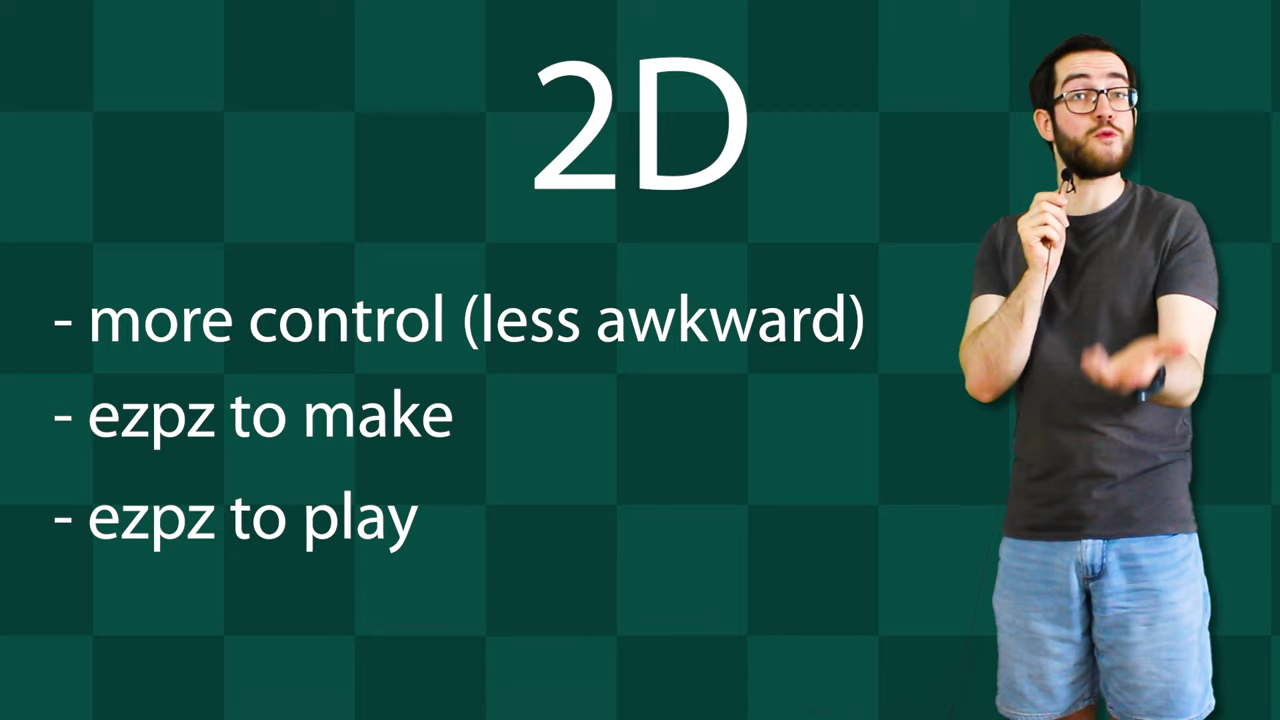 2D
- more control (less awkward)
- ezpz to make
- ezpz to play